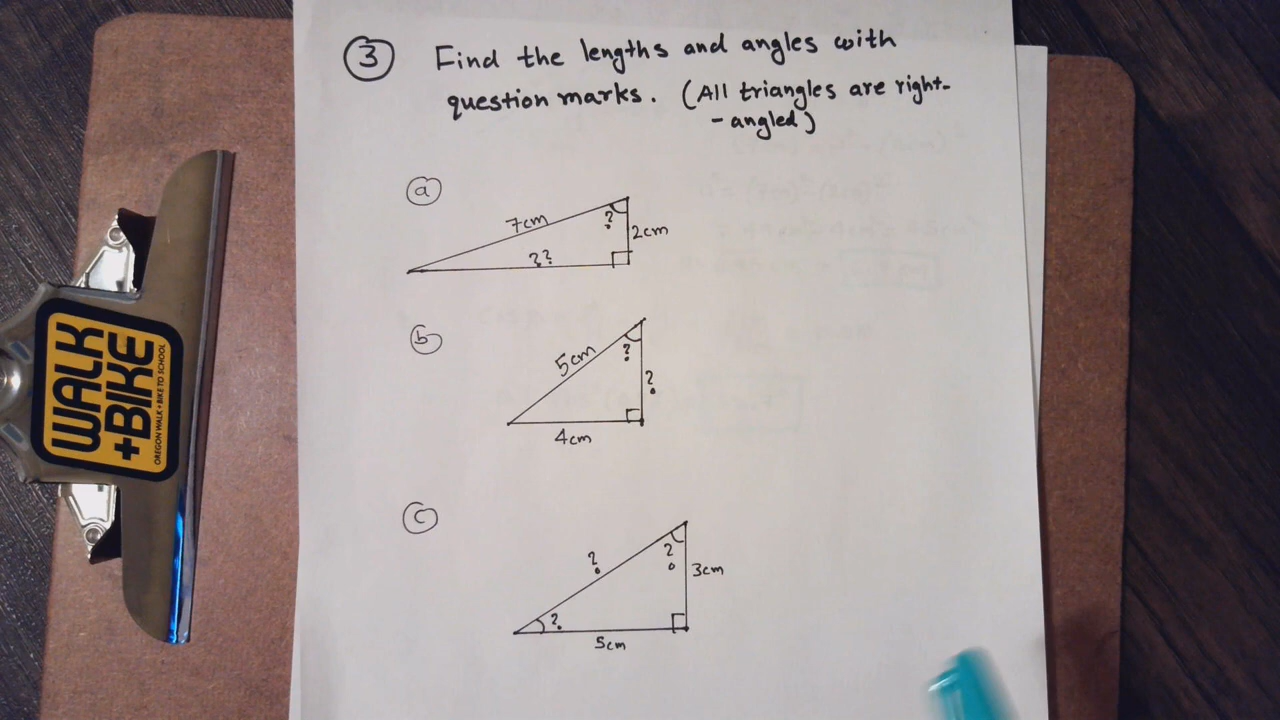 ③ Find the lengths and angles with
question marks. (All triangles are right-
-angled)
ⓐ
7cm
?
2cm
??
ⓑ
5cm
?
?
4cm
ⓒ
?
?
3cm
?
5cm
WALK
+BIKE
OREGON WALK + BIKE TO SCHOOL